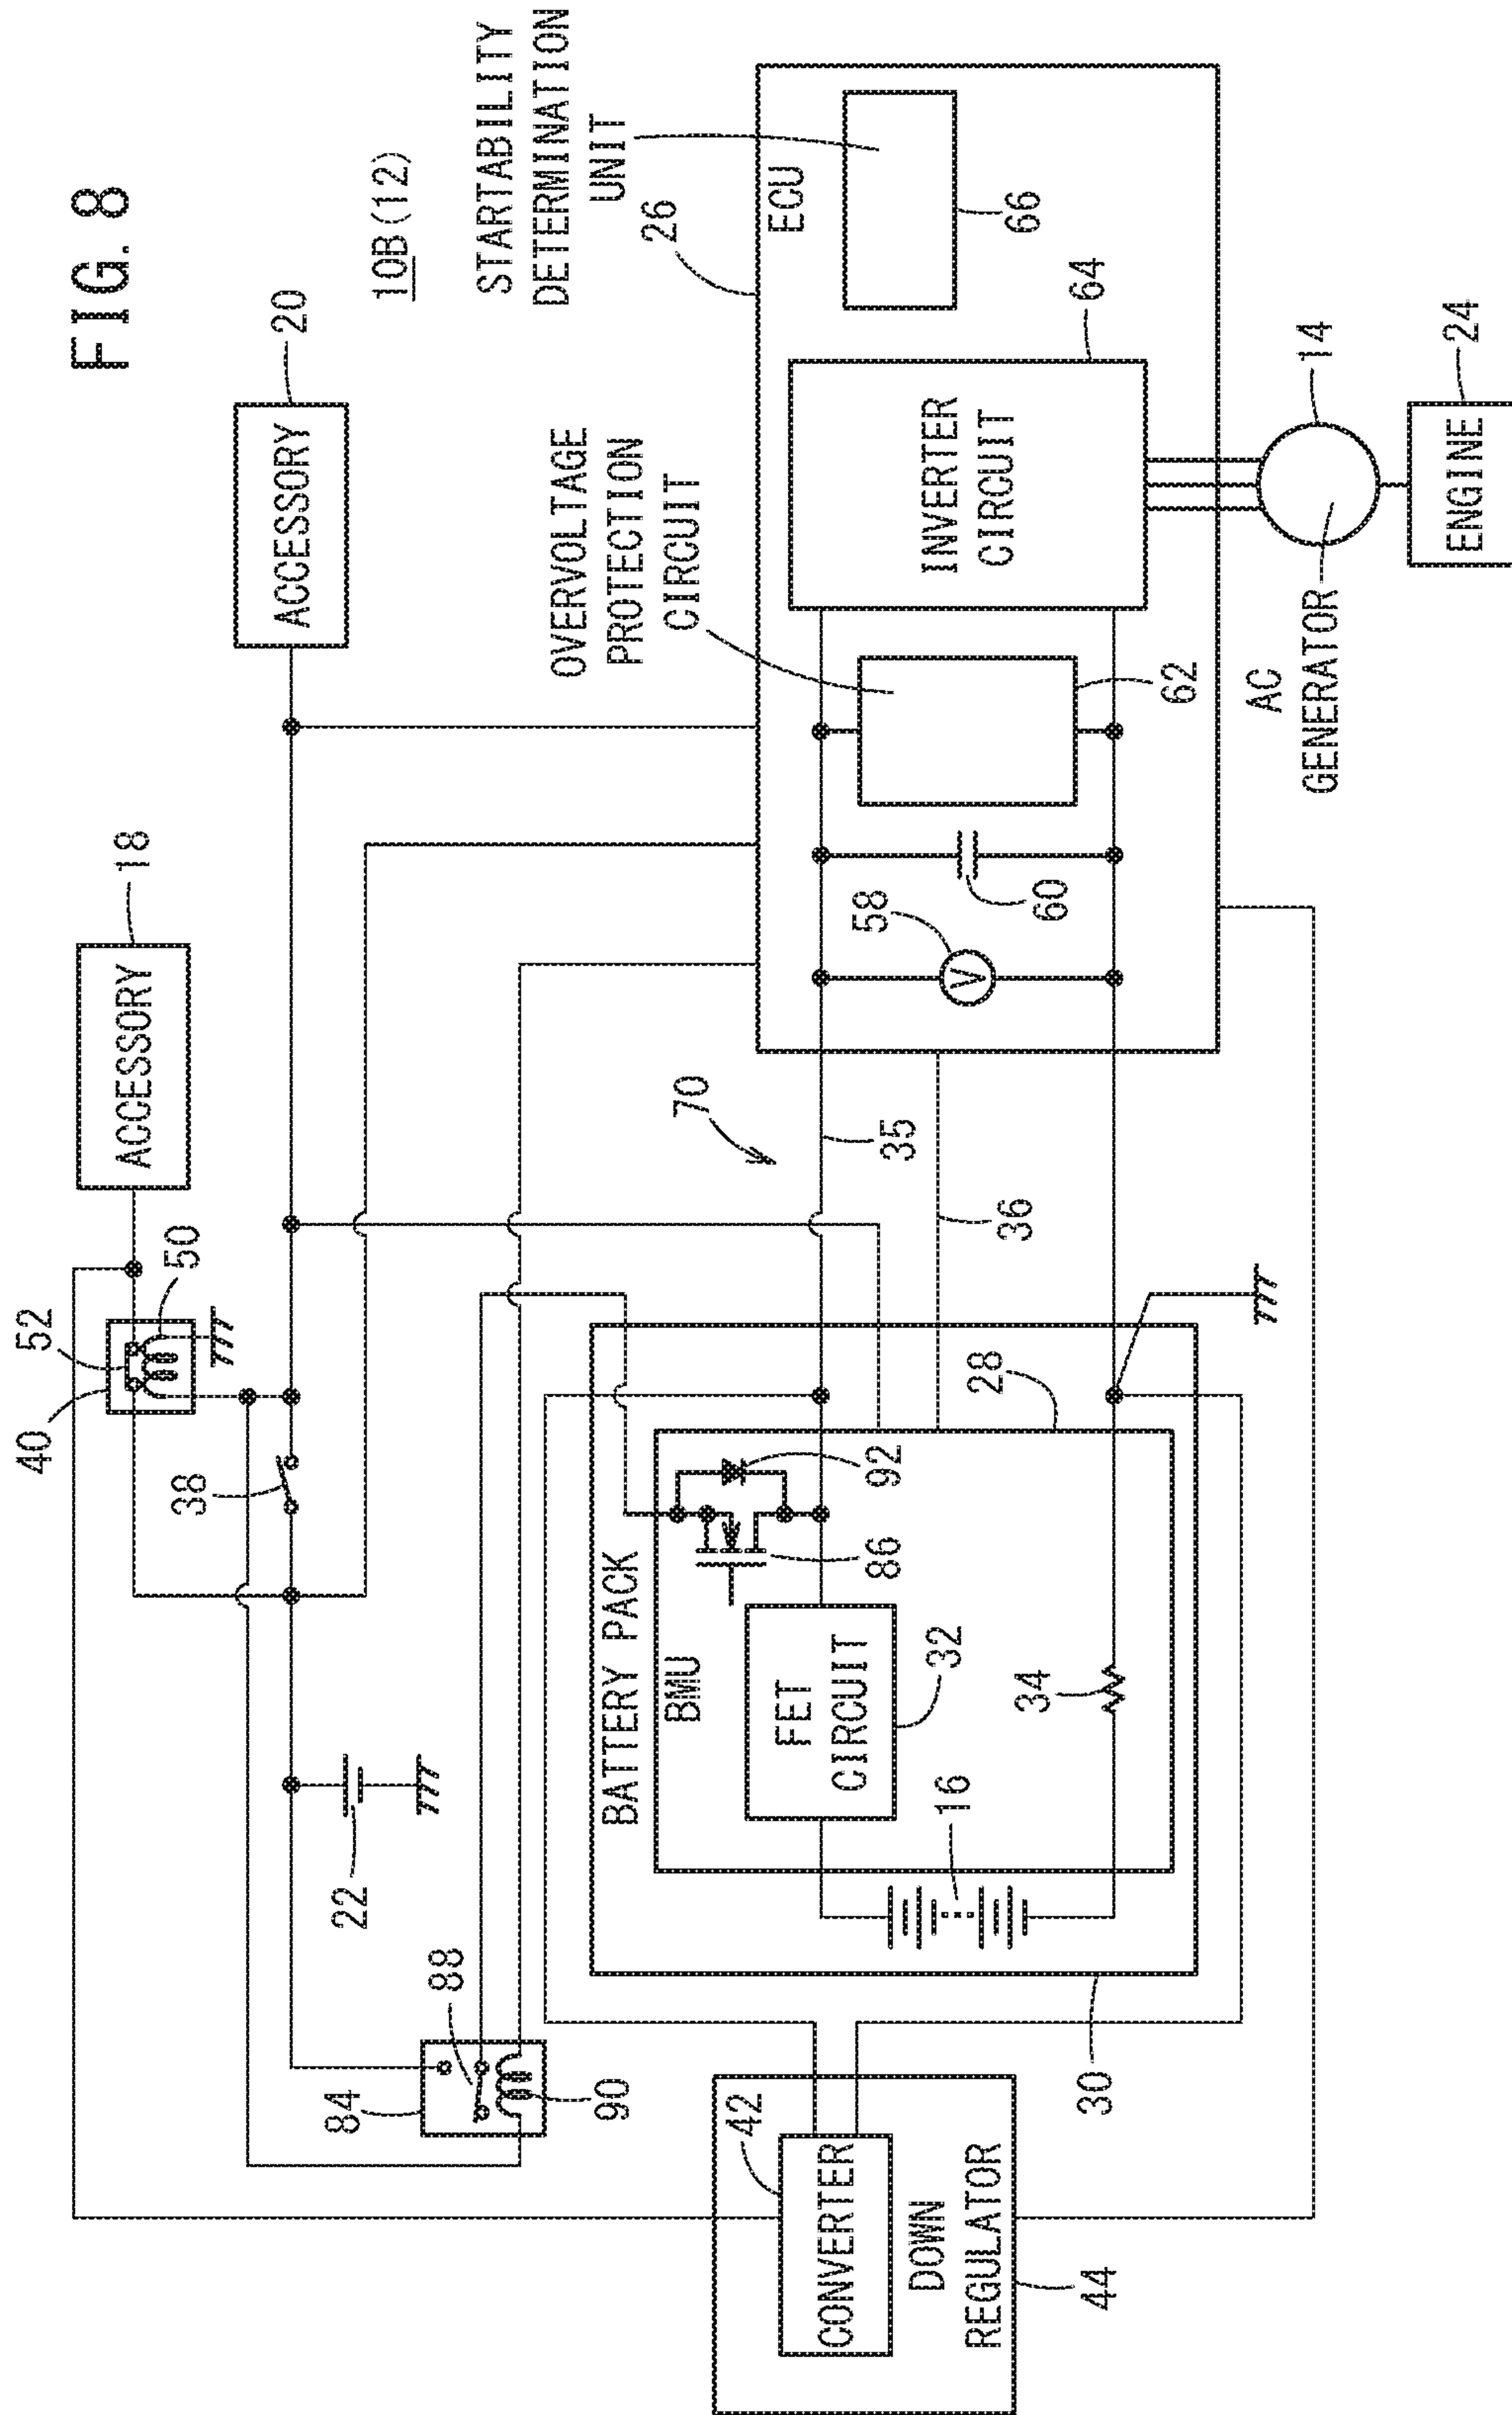 FIG. 8
10B(12)
ACCESSORY
18
ACCESSORY
20
40
52
50
38
22
84
88
90
STARTABILITY
DETERMINATION
UNIT
26
ECU
66
OVERVOLTAGE
PROTECTION
CIRCUIT
INVERTER
CIRCUIT
64
62
58
V
60
70
35
36
BATTERY PACK
BMU
FET
CIRCUIT
32
86
92
28
16
34
30
42
CONVERTER
DOWN
REGULATOR
44
AC
GENERATOR
14
ENGINE
24